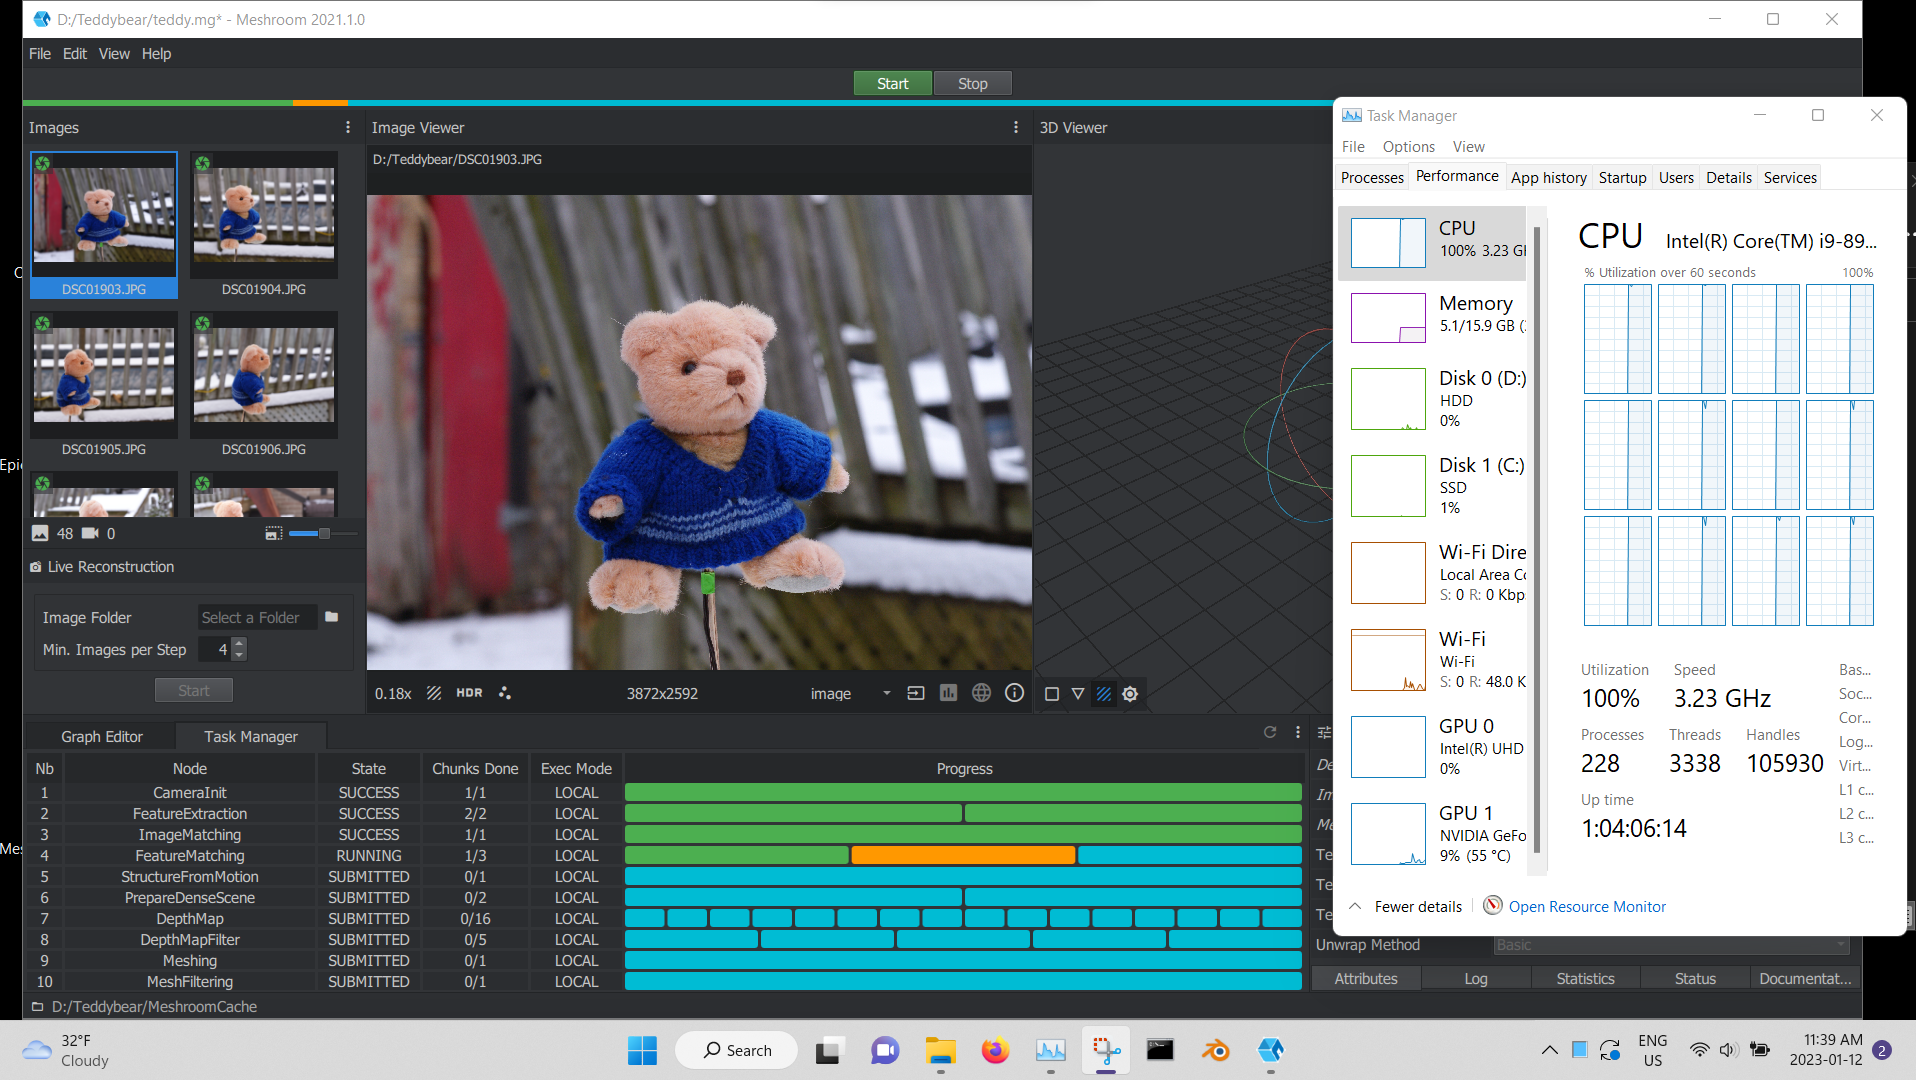 D:/Teddybear/teddy.mg* - Meshroom 2021.1.0
File Edit View Help
Start Stop
Images
Image Viewer
3D Viewer
D:/Teddybear/DSC01903.JPG
DSC01903.JPG
DSC01904.JPG
DSC01905.JPG
DSC01906.JPG
48 0
Live Reconstruction
Image Folder Select a Folder
Min. Images per Step 4
Start
0.18x HDR 3872x2592 image
Graph Editor Task Manager
Nb Node State Chunks Done Exec Mode Progress
1 CameraInit SUCCESS 1/1 LOCAL
2 FeatureExtraction SUCCESS 2/2 LOCAL
3 ImageMatching SUCCESS 1/1 LOCAL
4 FeatureMatching RUNNING 1/3 LOCAL
5 StructureFromMotion SUBMITTED 0/1 LOCAL
6 PrepareDenseScene SUBMITTED 0/2 LOCAL
7 DepthMap SUBMITTED 0/16 LOCAL
8 DepthMapFilter SUBMITTED 0/5 LOCAL
9 Meshing SUBMITTED 0/1 LOCAL
10 MeshFiltering SUBMITTED 0/1 LOCAL
D:/Teddybear/MeshroomCache
Unwrap Method Basic
Attributes Log Statistics Status Documentat...
Task Manager
File Options View
Processes Performance App history Startup Users Details Services
CPU
100% 3.23 GH
Memory
5.1/15.9 GB (
Disk 0 (D:)
HDD
0%
Disk 1 (C:)
SSD
1%
Wi-Fi Dire
Local Area Co
S: 0 R: 0 Kbps
Wi-Fi
Wi-Fi
S: 0 R: 48.0 K
GPU 0
Intel(R) UHD
0%
GPU 1
NVIDIA GeFo
9% (55 °C)
CPU Intel(R) Core(TM) i9-89...
% Utilization over 60 seconds 100%
Utilization Speed
100% 3.23 GHz
Processes Threads Handles
228 3338 105930
Up time
1:04:06:14
Bas...
Soc...
Cor...
Log...
Virt...
L1 c...
L2 c...
L3 c...
Fewer details Open Resource Monitor
32°F
Cloudy
Search
ENG
US
11:39 AM
2023-01-12
2